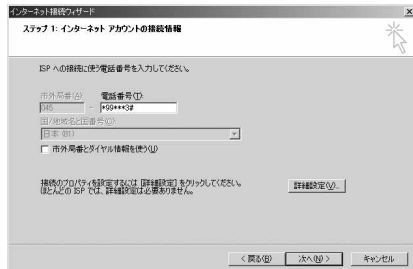 インターネット接続ウィザード
ステップ 1: インターネット アカウントの接続情報
ISP への接続に使う電話番号を入力してください。
市外局番(A): 電話番号(T):
045 - *99***3#
国/地域名と国番号(O):
日本 (81)
市外局番とダイヤル情報を使う(U)
接続のプロパティを設定するには [詳細設定] をクリックしてください。
ほとんどの ISP では、詳細設定は必要ありません。
詳細設定(V)...
< 戻る(B) 次へ(N) > キャンセル